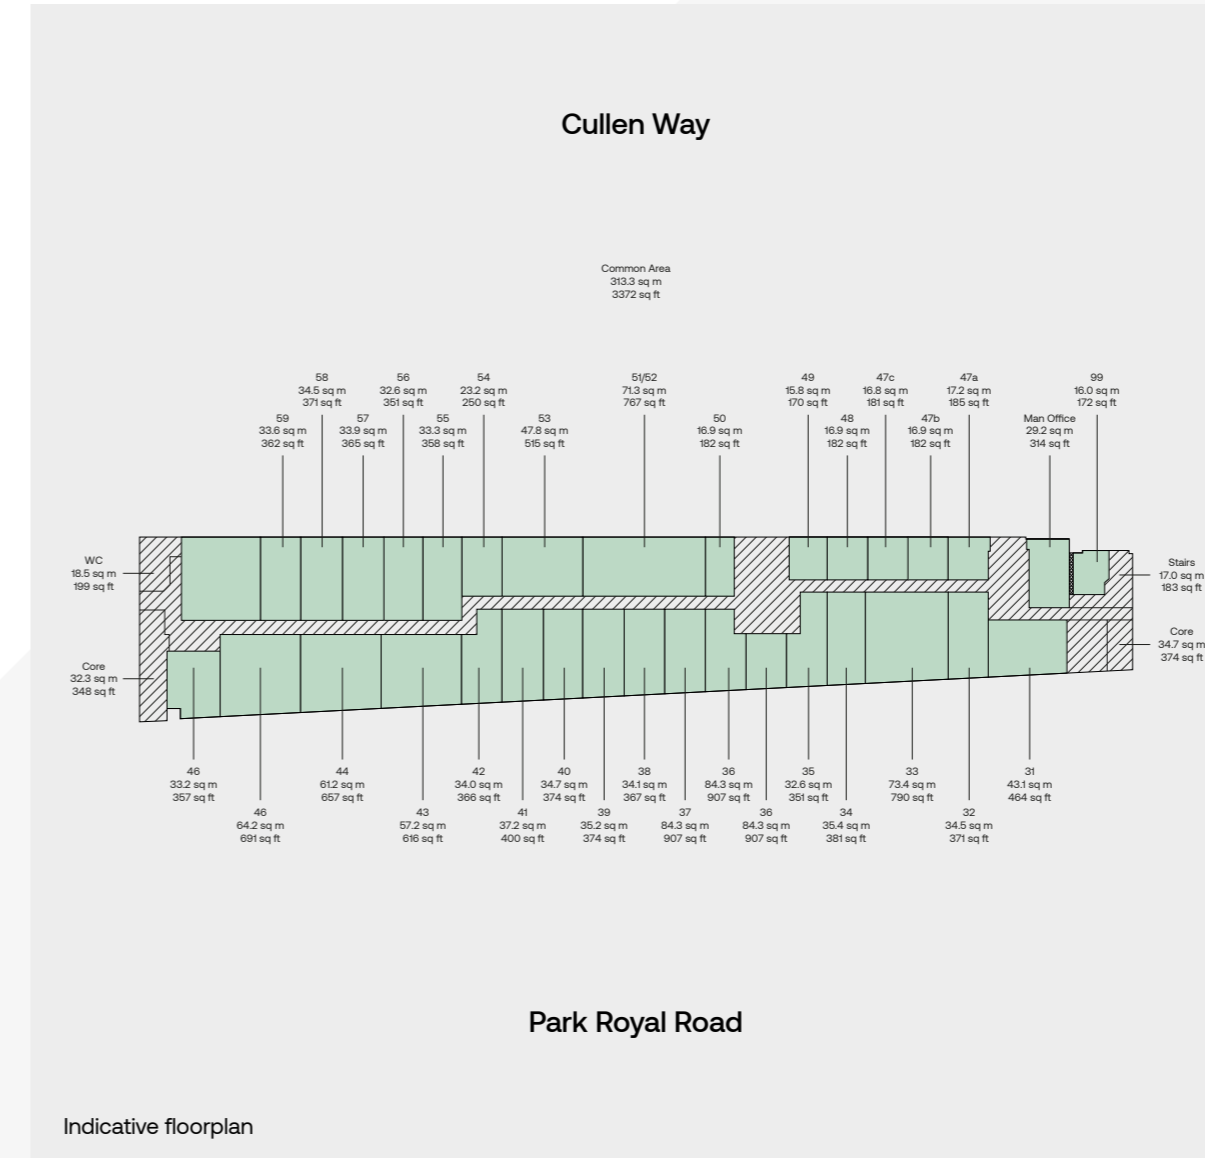 Cullen Way
Common Area
313.3 sq m
3372 sq ft
58
34.5 sq m
371 sq ft
56
32.6 sq m
351 sq ft
54
23.2 sq m
250 sq ft
51/52
71.3 sq m
767 sq ft
49
15.8 sq m
170 sq ft
47c
16.8 sq m
181 sq ft
47a
17.2 sq m
185 sq ft
99
16.0 sq m
172 sq ft
59
33.6 sq m
362 sq ft
57
33.9 sq m
365 sq ft
55
33.3 sq m
358 sq ft
53
47.8 sq m
515 sq ft
50
16.9 sq m
182 sq ft
48
16.9 sq m
182 sq ft
47b
16.9 sq m
182 sq ft
Man Office
29.2 sq m
314 sq ft
WC
18.5 sq m
199 sq ft
Stairs
17.0 sq m
183 sq ft
Core
32.3 sq m
348 sq ft
Core
34.7 sq m
374 sq ft
46
33.2 sq m
357 sq ft
44
61.2 sq m
657 sq ft
42
34.0 sq m
366 sq ft
40
34.7 sq m
374 sq ft
38
34.1 sq m
367 sq ft
36
84.3 sq m
907 sq ft
35
32.6 sq m
351 sq ft
33
73.4 sq m
790 sq ft
31
43.1 sq m
464 sq ft
46
64.2 sq m
691 sq ft
43
57.2 sq m
616 sq ft
41
37.2 sq m
400 sq ft
39
35.2 sq m
374 sq ft
37
84.3 sq m
907 sq ft
36
84.3 sq m
907 sq ft
34
35.4 sq m
381 sq ft
32
34.5 sq m
371 sq ft
Park Royal Road
Indicative floorplan